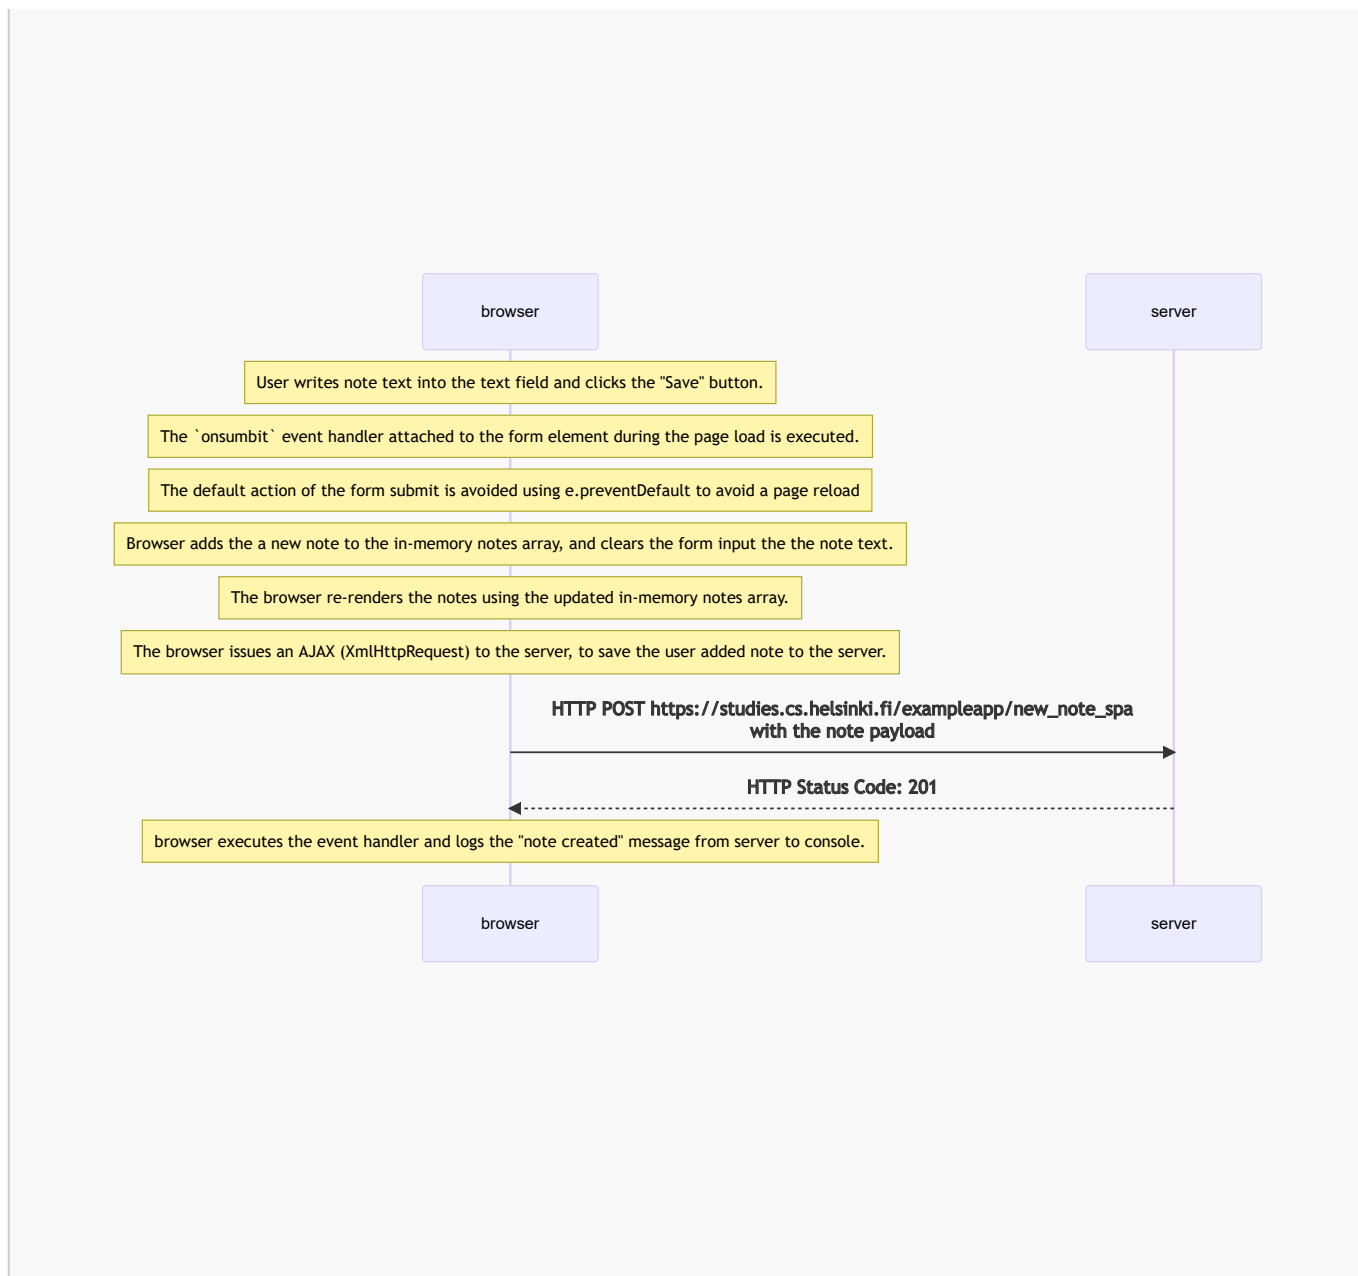 browser
server
User writes note text into the text field and clicks the "Save" button.
The `onsumbit` event handler attached to the form element during the page load is executed.
The default action of the form submit is avoided using e.preventDefault to avoid a page reload
Browser adds the a new note to the in-memory notes array, and clears the form input the the note text.
The browser re-renders the notes using the updated in-memory notes array.
The browser issues an AJAX (XmlHttpRequest) to the server, to save the user added note to the server.
HTTP POST https://studies.cs.helsinki.fi/exampleapp/new_note_spa
with the note payload
HTTP Status Code: 201
browser executes the event handler and logs the "note created" message from server to console.
browser
server